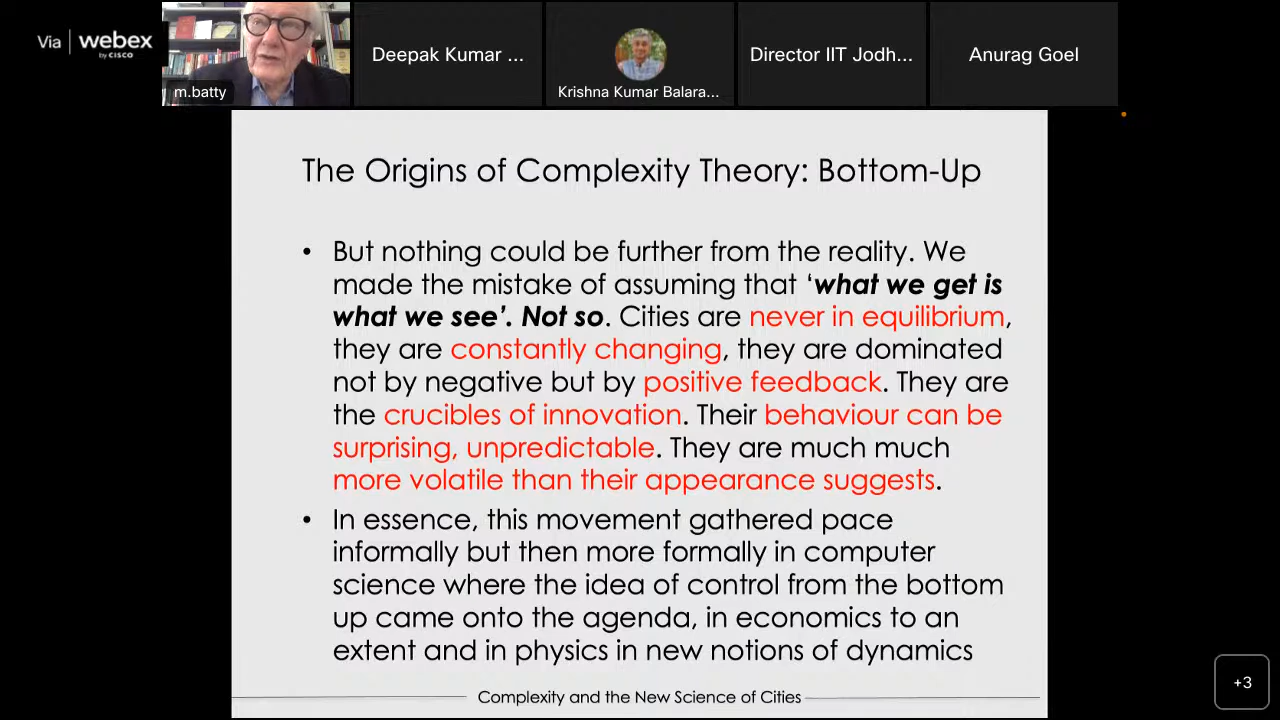 Via | webex
by CISCO
m.batty
Deepak Kumar ...
Krishna Kumar Balara...
Director IIT Jodh...
Anurag Goel
The Origins of Complexity Theory: Bottom-Up
• But nothing could be further from the reality. We
made the mistake of assuming that ‘what we get is
what we see’. Not so. Cities are never in equilibrium,
they are constantly changing, they are dominated
not by negative but by positive feedback. They are
the crucibles of innovation. Their behaviour can be
surprising, unpredictable. They are much much
more volatile than their appearance suggests.
• In essence, this movement gathered pace
informally but then more formally in computer
science where the idea of control from the bottom
up came onto the agenda, in economics to an
extent and in physics in new notions of dynamics
Complexity and the New Science of Cities
+3